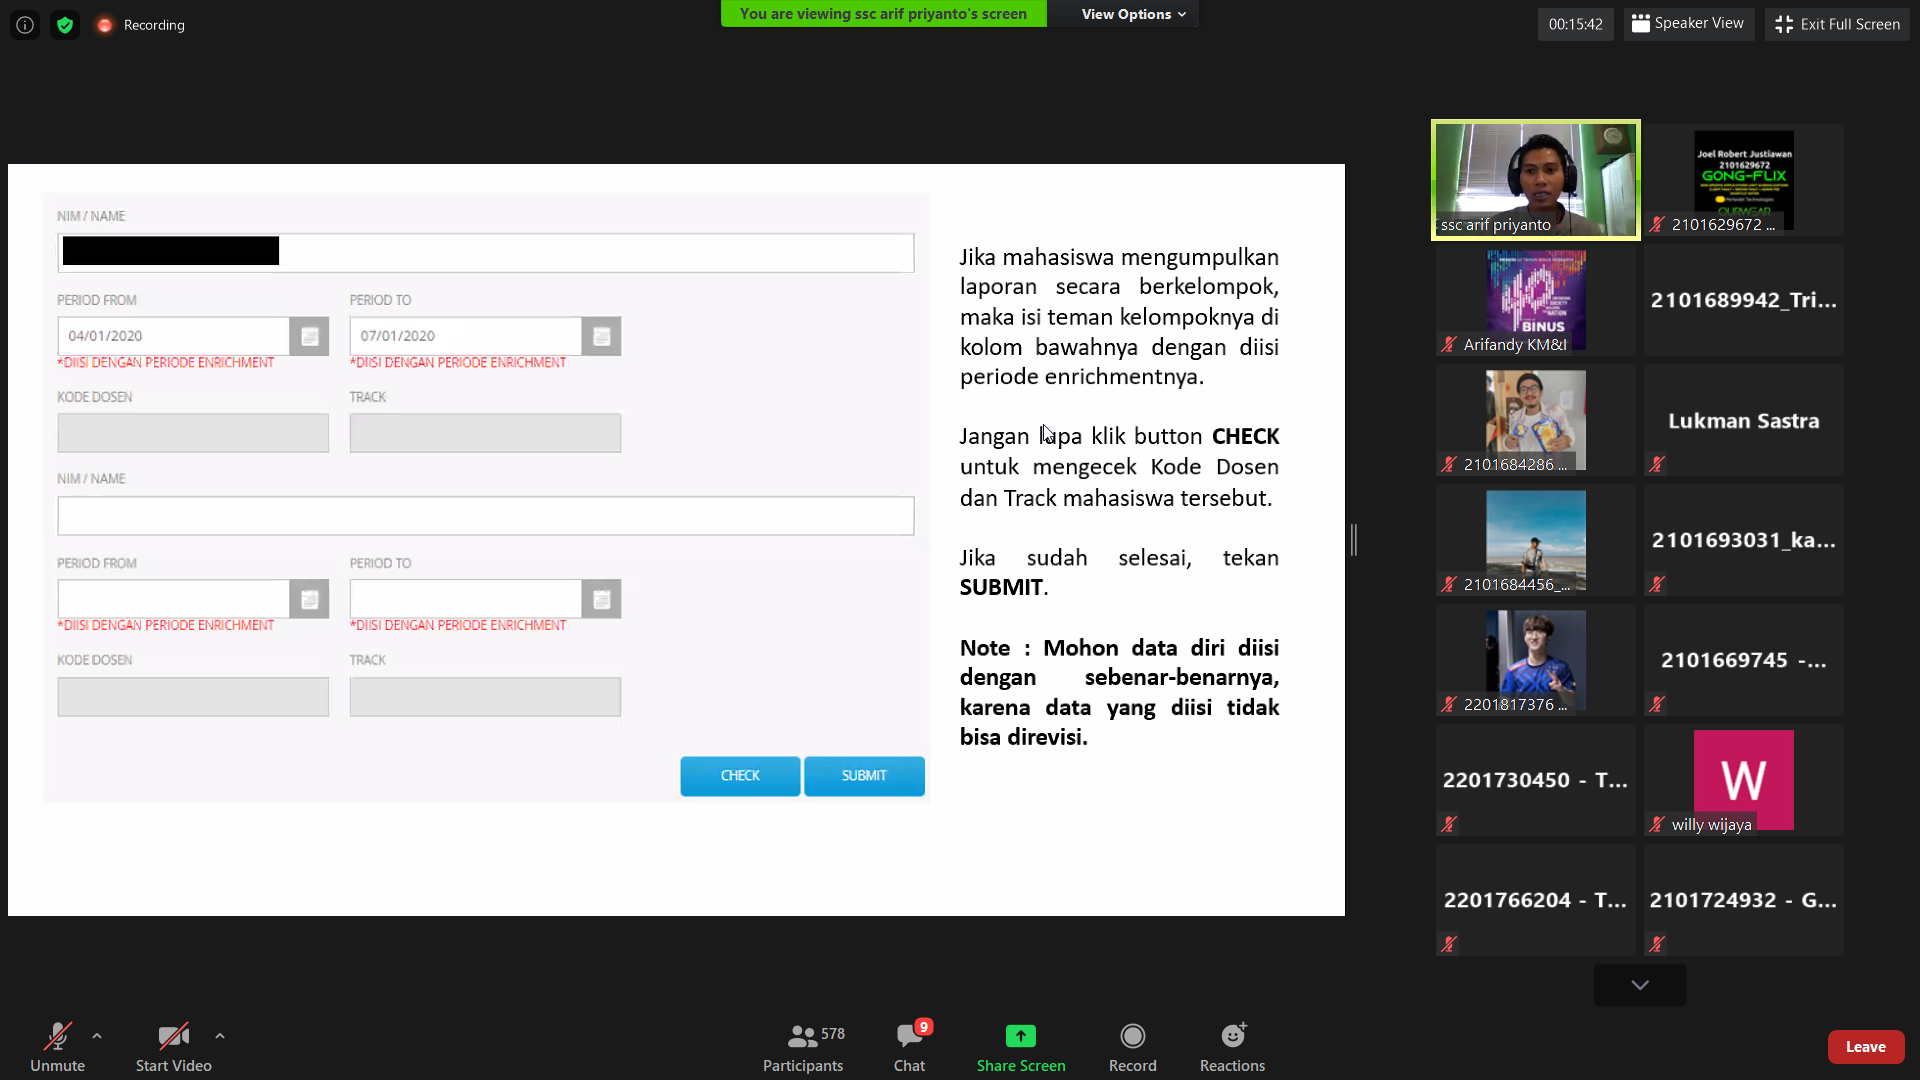 Recording
You are viewing ssc arif priyanto's screen
View Options
00:15:42
Speaker View
Exit Full Screen
NIM / NAME
PERIOD FROM
PERIOD TO
04/01/2020
07/01/2020
*DIISI DENGAN PERIODE ENRICHMENT
*DIISI DENGAN PERIODE ENRICHMENT
KODE DOSEN
TRACK
NIM / NAME
PERIOD FROM
PERIOD TO
*DIISI DENGAN PERIODE ENRICHMENT
*DIISI DENGAN PERIODE ENRICHMENT
KODE DOSEN
TRACK
CHECK
SUBMIT
Jika mahasiswa mengumpulkan
laporan secara berkelompok,
maka isi teman kelompoknya di
kolom bawahnya dengan diisi
periode enrichmentnya.
Jangan lupa klik button CHECK
untuk mengecek Kode Dosen
dan Track mahasiswa tersebut.
Jika sudah selesai, tekan
SUBMIT.
Note : Mohon data diri diisi
dengan sebenar-benarnya,
karena data yang diisi tidak
bisa direvisi.
ssc arif priyanto
Joel Robert Justiawan
2101629672
GONG-FLIX
2101629672 ...
BINUS
Arifandy KM&I
2101689942_Tri...
2101684286 ...
Lukman Sastra
2101684456_...
2101693031_ka...
2201817376 ...
2101669745 -...
2201730450 - T...
W
willy wijaya
2201766204 - T...
2101724932 - G...
Unmute
Start Video
578
Participants
9
Chat
Share Screen
Record
Reactions
Leave